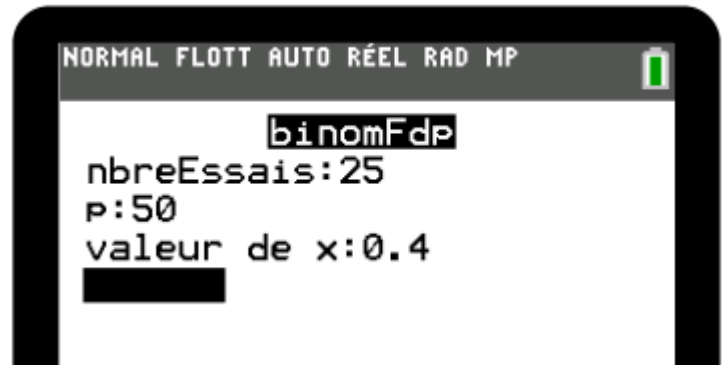 NORMAL FLOTT AUTO RÉEL RAD MP
binomFdp
nbreEssais:25
p:50
valeur de x:0.4